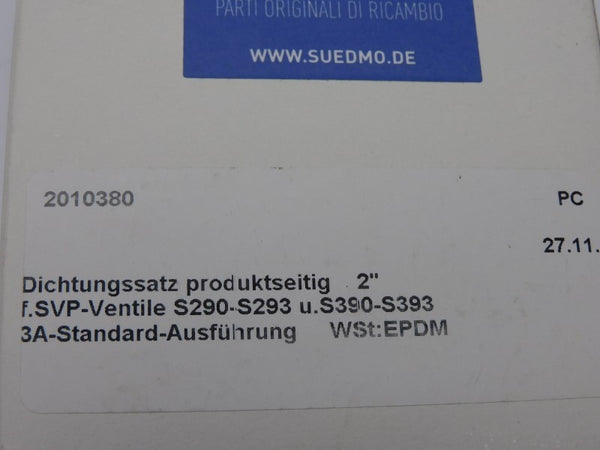 PARTI ORIGINALI DI RICAMBIO
WWW.SUEDMO.DE
2010380 PC
27.11.
Dichtungssatz produktseitig 2"
f.SVP-Ventile S290-S293 u.S390-S393
3A-Standard-Ausführung WSt:EPDM